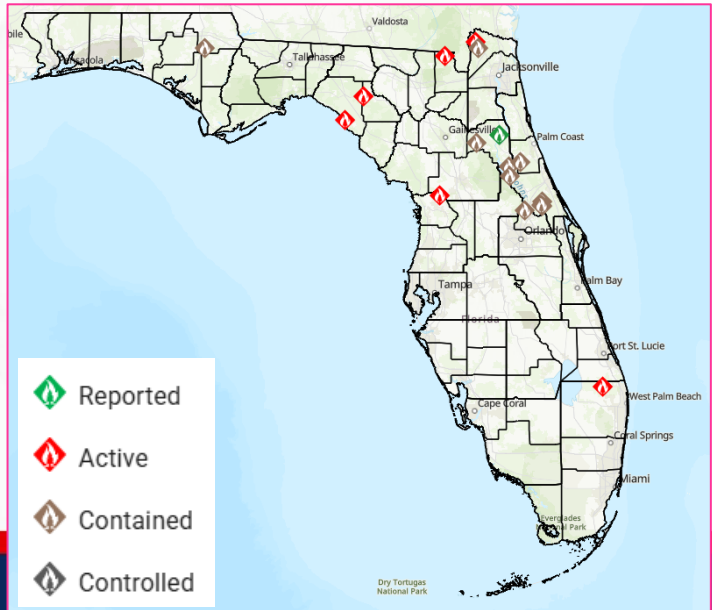 Valdosta
Tallahassee
Jacksonville
Gainesville
Palm Coast
Orlando
Tampa
Palm Bay
Florida
Port St. Lucie
Cape Coral
West Palm Beach
Coral Springs
Miami
Everglades
National Park
Dry Tortugas
National Park
Reported
Active
Contained
Controlled